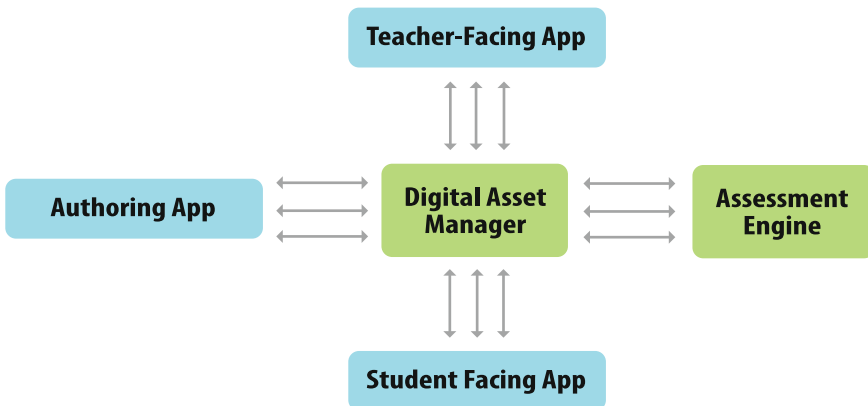 Teacher-Facing App
Authoring App
Digital Asset
Manager
Assessment
Engine
Student Facing App